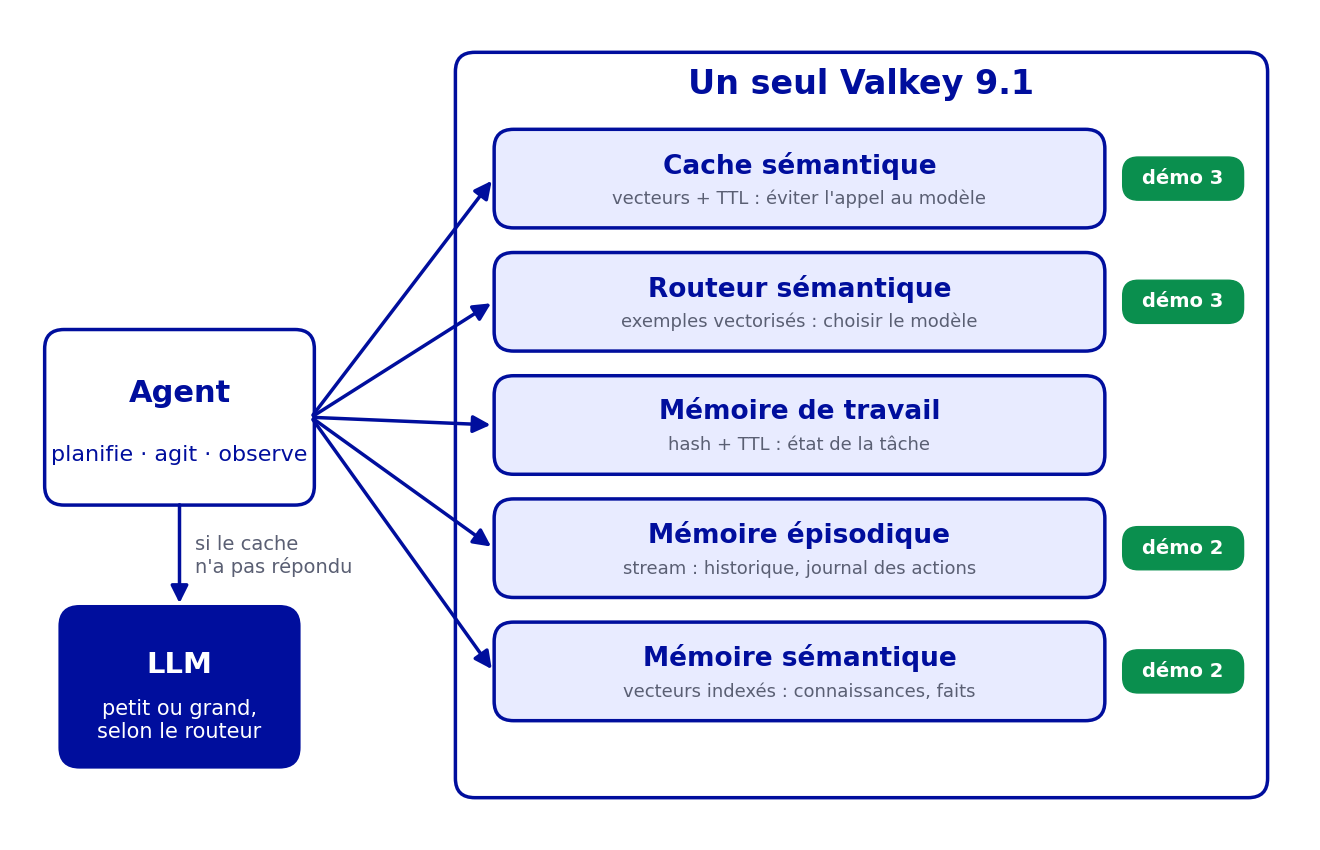 Un seul Valkey 9.1
Cache sémantique
vecteurs + TTL : éviter l'appel au modèle
démo 3
Routeur sémantique
exemples vectorisés : choisir le modèle
démo 3
Agent
planifie · agit · observe
Mémoire de travail
hash + TTL : état de la tâche
si le cache
n'a pas répondu
Mémoire épisodique
stream : historique, journal des actions
démo 2
LLM
petit ou grand,
selon le routeur
Mémoire sémantique
vecteurs indexés : connaissances, faits
démo 2